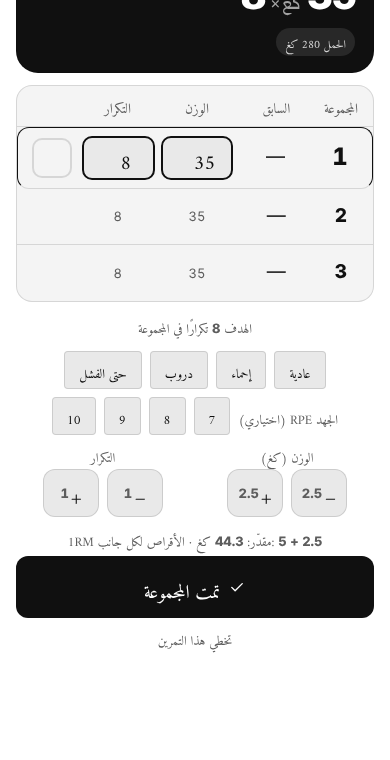 35 كغ × 8
الحمل 280 كغ
المجموعة السابق الوزن التكرار
1 — 35 8
2 — 35 8
3 — 35 8
الهدف 8 تكرارًا في المجموعة
عادية إحماء دروب حتى الفشل
الجهد RPE (اختياري) 7 8 9 10
الوزن (كغ) التكرار
−2.5 +2.5 −1 +1
1RM مقدّر: 44.3 كغ · الأقراص لكل جانب: 5 + 2.5
تمت المجموعة ✓
تخطي هذا التمرين